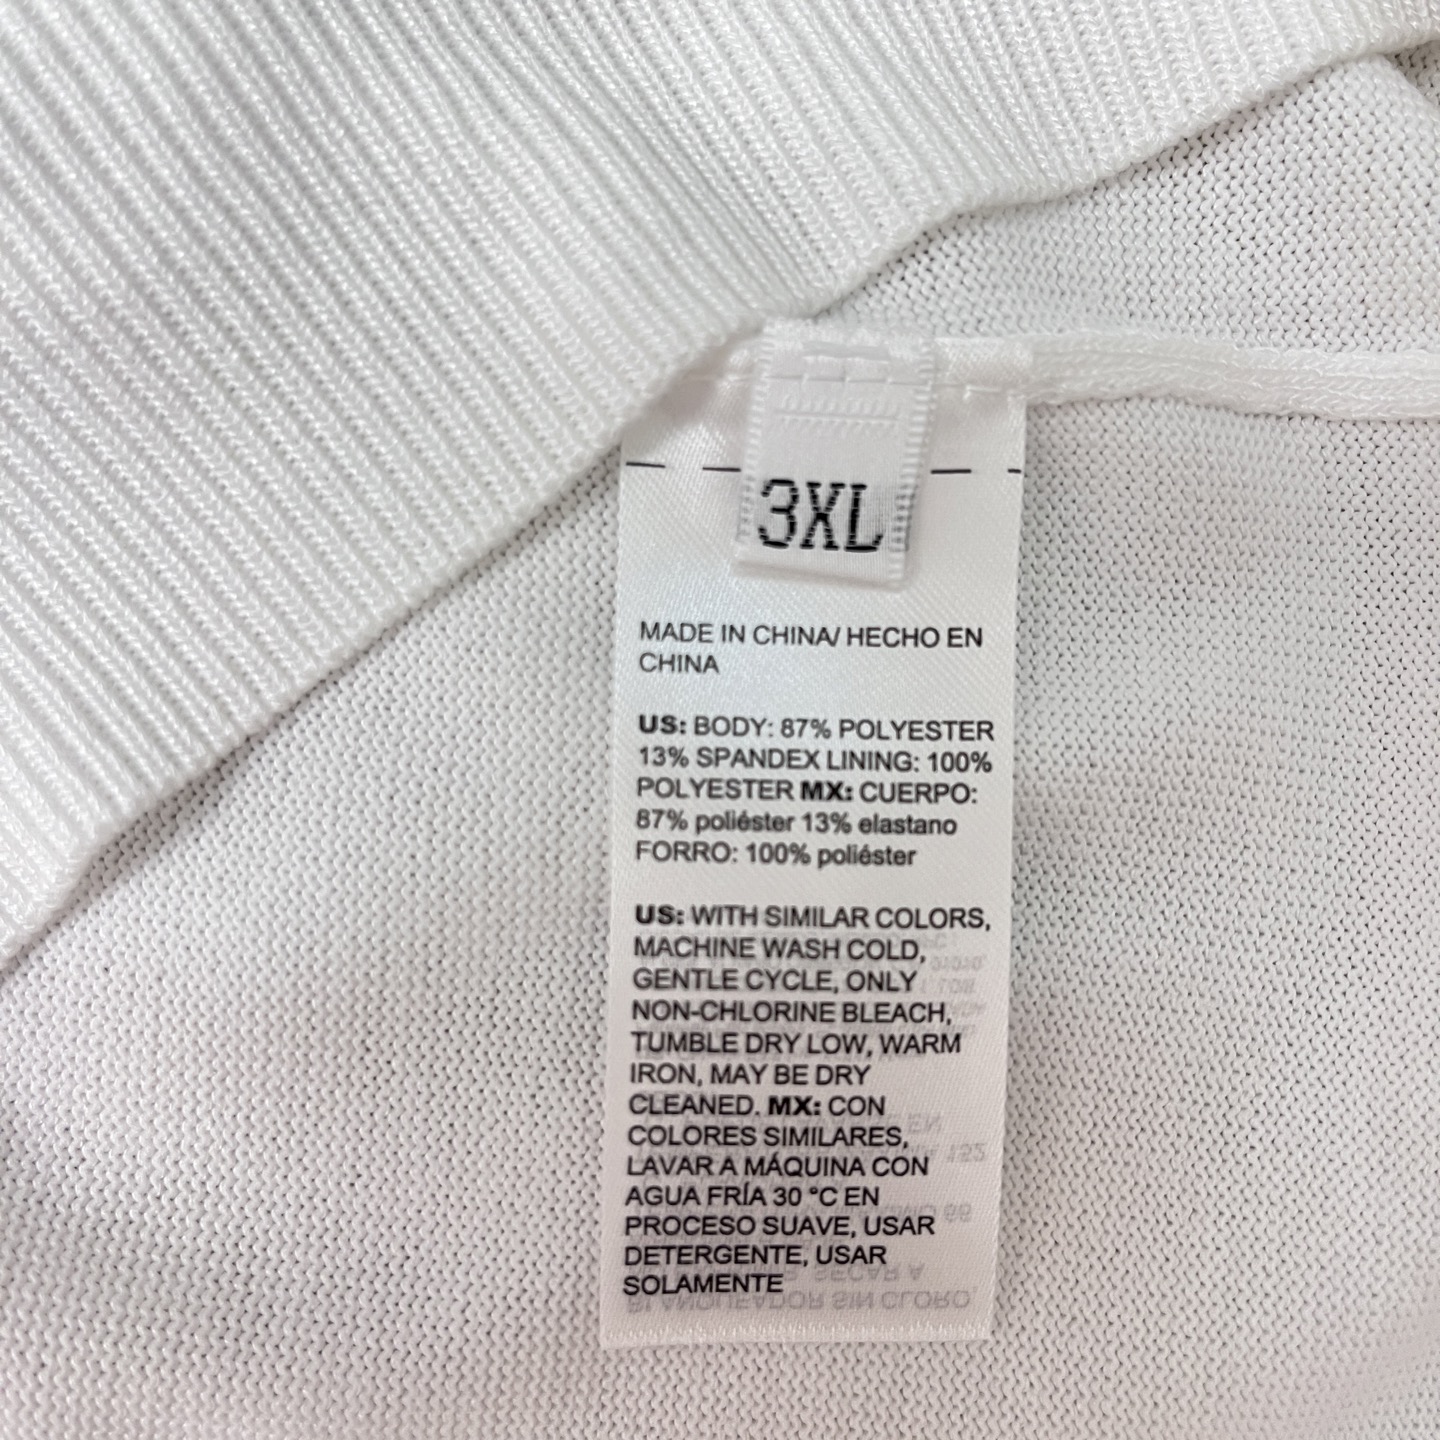 3XL
MADE IN CHINA/ HECHO EN
CHINA
US: BODY: 87% POLYESTER
13% SPANDEX LINING: 100%
POLYESTER MX: CUERPO:
87% poliéster 13% elastano
FORRO: 100% poliéster
US: WITH SIMILAR COLORS,
MACHINE WASH COLD,
GENTLE CYCLE, ONLY
NON-CHLORINE BLEACH,
TUMBLE DRY LOW, WARM
IRON, MAY BE DRY
CLEANED. MX: CON
COLORES SIMILARES,
LAVAR A MÁQUINA CON
AGUA FRÍA 30 °C EN
PROCESO SUAVE, USAR
DETERGENTE, USAR
SOLAMENTE
BLANQUEADOR SIN CLORO,